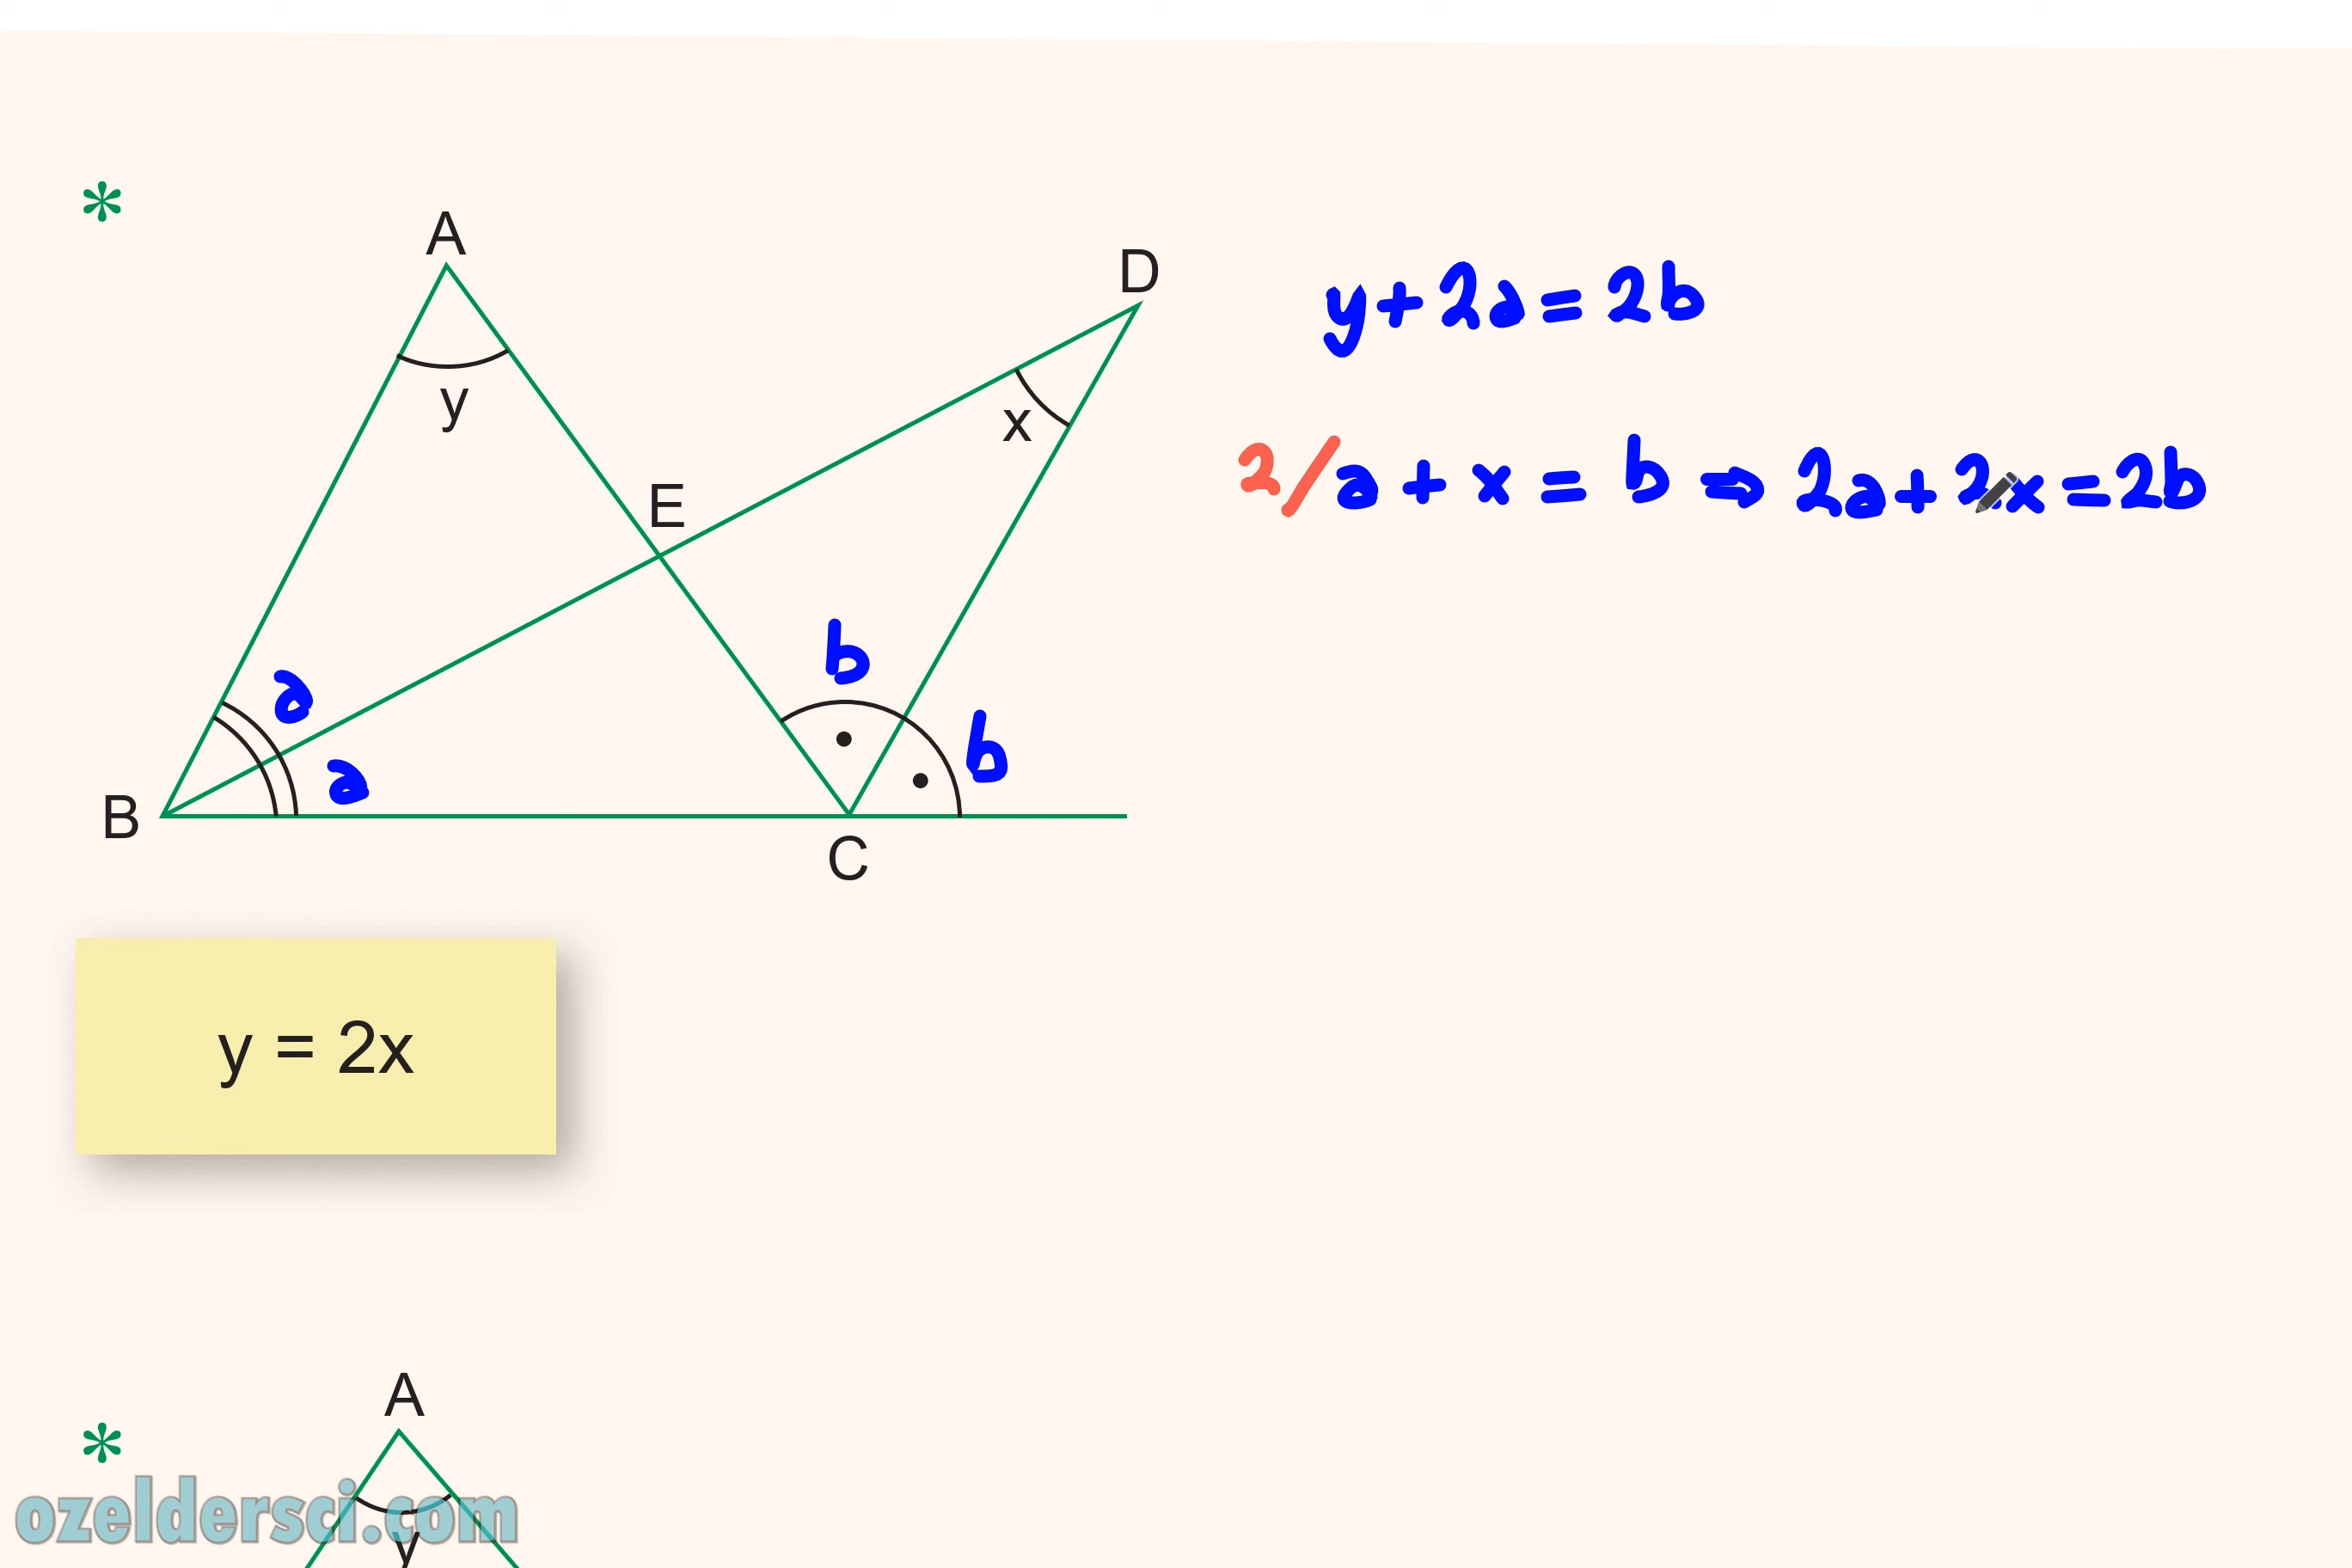 *
A
D
y
x
E
y+2a=2b
2/a+x=b⇒2a+2x=2b
b
a
b
a
B
C
y = 2x
A
*
y
ozeldersci.com